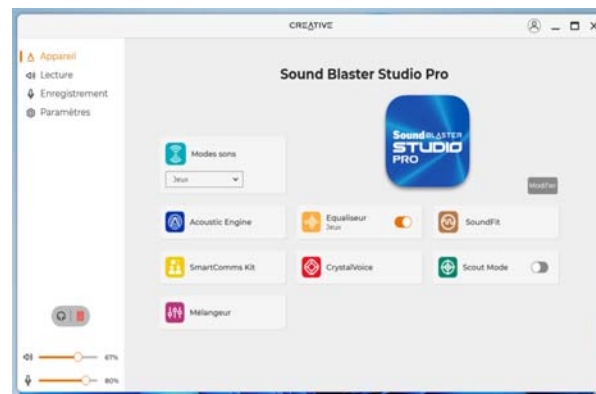 CREATIVE
Appareil
Lecture
Enregistrement
Paramètres
Sound Blaster Studio Pro
Sound BLASTER
STUDIO
PRO
Modifier
Modes sons
Jeux
Acoustic Engine
Equaliseur
Jeux
SoundFit
SmartComms Kit
CrystalVoice
Scout Mode
Mélangeur
67%
80%